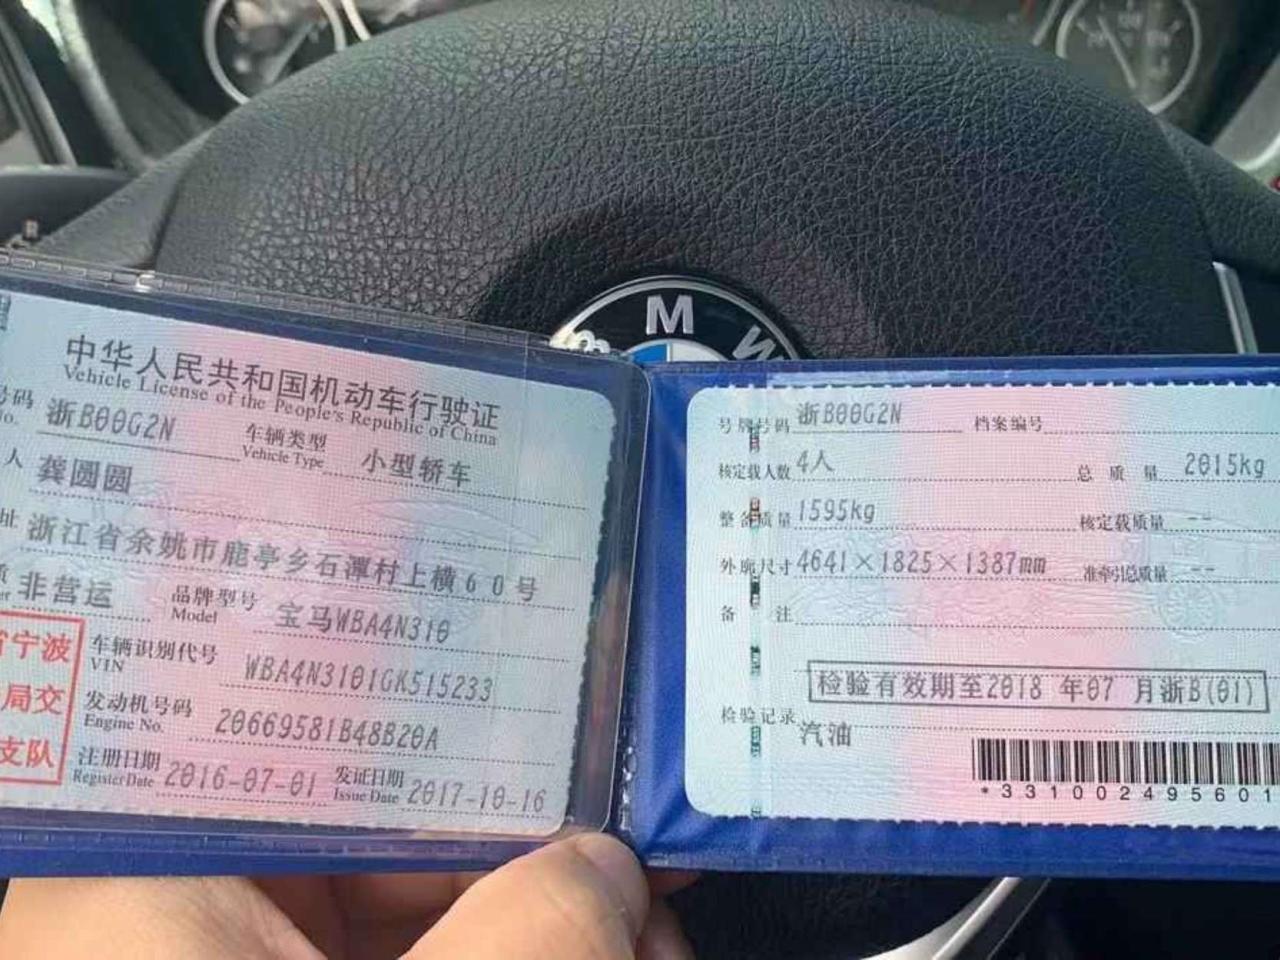 BMW
中华人民共和国机动车行驶证
Vehicle License of the People's Republic of China
号码 浙B00G2N 车辆类型 小型轿车
No. Vehicle Type
人 龚圆圆
址 浙江省余姚市鹿亭乡石潭村上横60号
非营运 品牌型号 宝马WBA4N310
Model
车辆识别代号 WBA4N3101GK515233
VIN
发动机号码 20669581B48B20A
Engine No.
注册日期 2016-07-01 发证日期 2017-10-16
Register Date Issue Date
省宁波
局交
支队
号牌号码 浙B00G2N 档案编号
核定载人数 4人 总质量 2015kg
整备质量 1595kg 核定载质量 --
外廓尺寸 4641×1825×1387mm 准牵引总质量 --
备注
检验有效期至2018年07月浙B(01)
检验记录
汽油
*331002495601